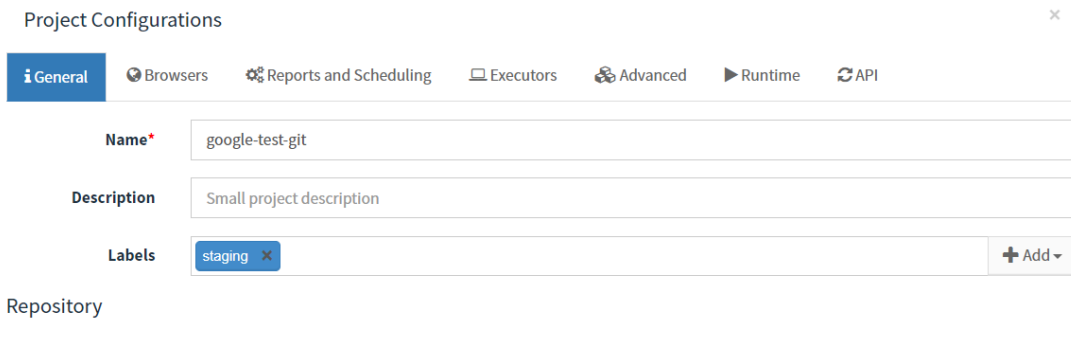 Project Configurations ×
General Browsers Reports and Scheduling Executors Advanced Runtime API
Name* google-test-git
Description Small project description
Labels staging × Add
Repository